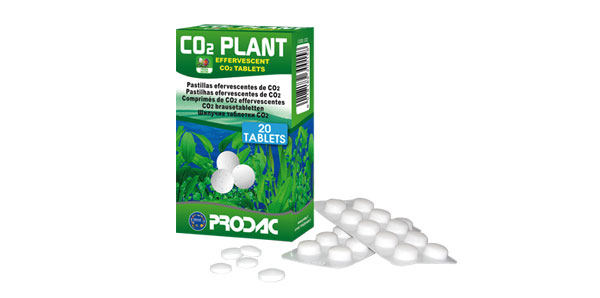 CO2 PLANT
EFFERVESCENT
CO2 TABLETS
Pastillas efervescentes de CO2
Pastilhas efervescentes de CO2
Comprimés de CO2 effervescentes
CO2 brausetabletten
Шипучие таблетки CO2
20
TABLETS
PRODAC